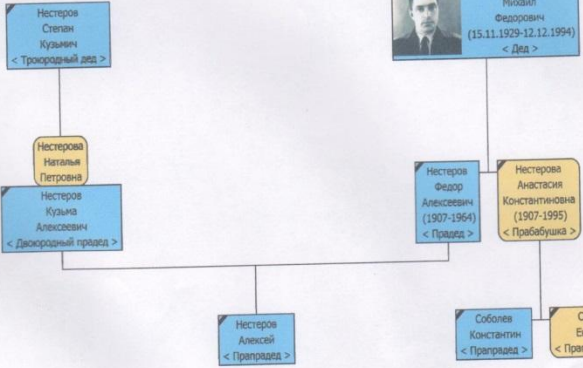 Нестеров
Степан
Кузьмич
< Троюродный дед >
Михаил
Федорович
(15.11.1929-12.12.1994)
< Дед >
Нестерова
Наталья
Петровна
Нестеров
Кузьма
Алексеевич
< Двоюродный прадед >
Нестеров
Федор
Алексеевич
(1907-1964)
< Прадед >
Нестерова
Анастасия
Константиновна
(1907-1995)
< Прабабушка >
Нестеров
Алексей
< Прапрадед >
Соболев
Константин
< Прапрадед >